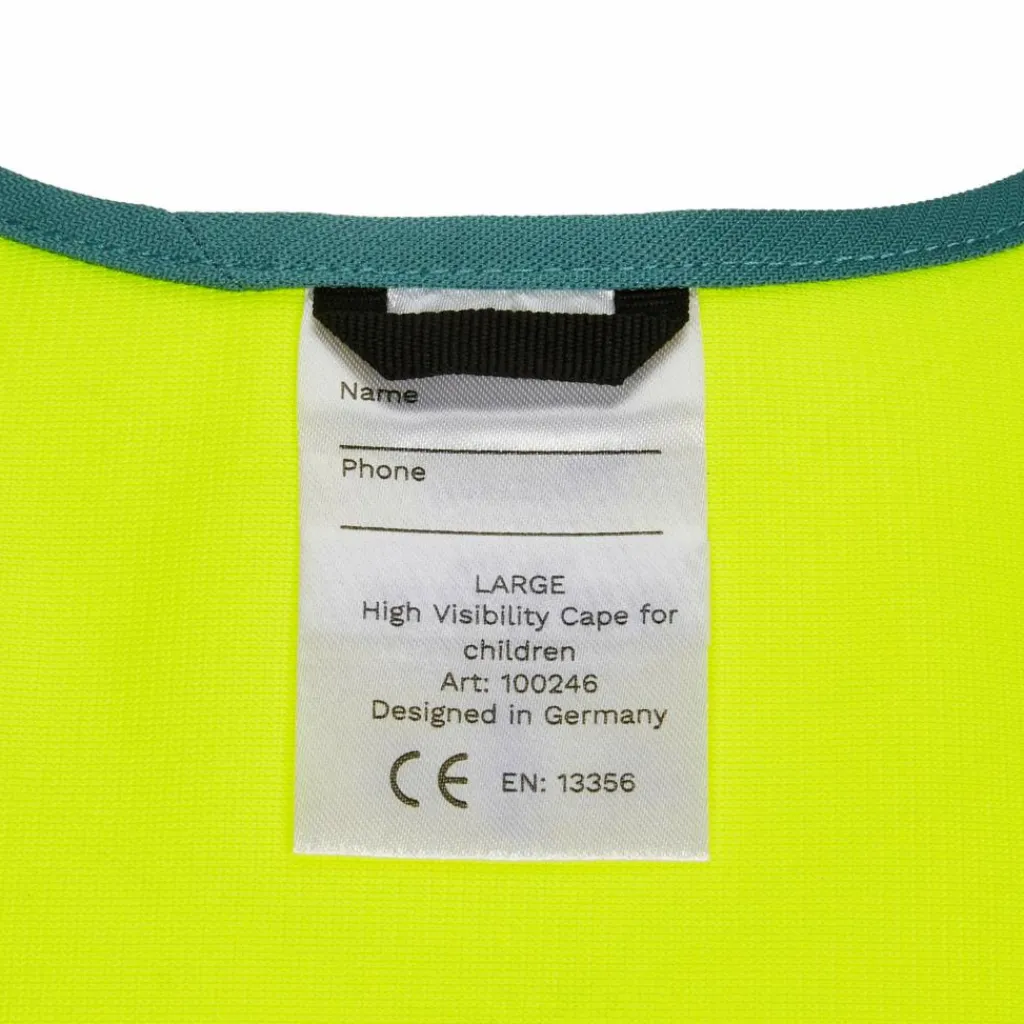 Name
Phone
LARGE
High Visibility Cape for
children
Art: 100246
Designed in Germany
CE EN: 13356